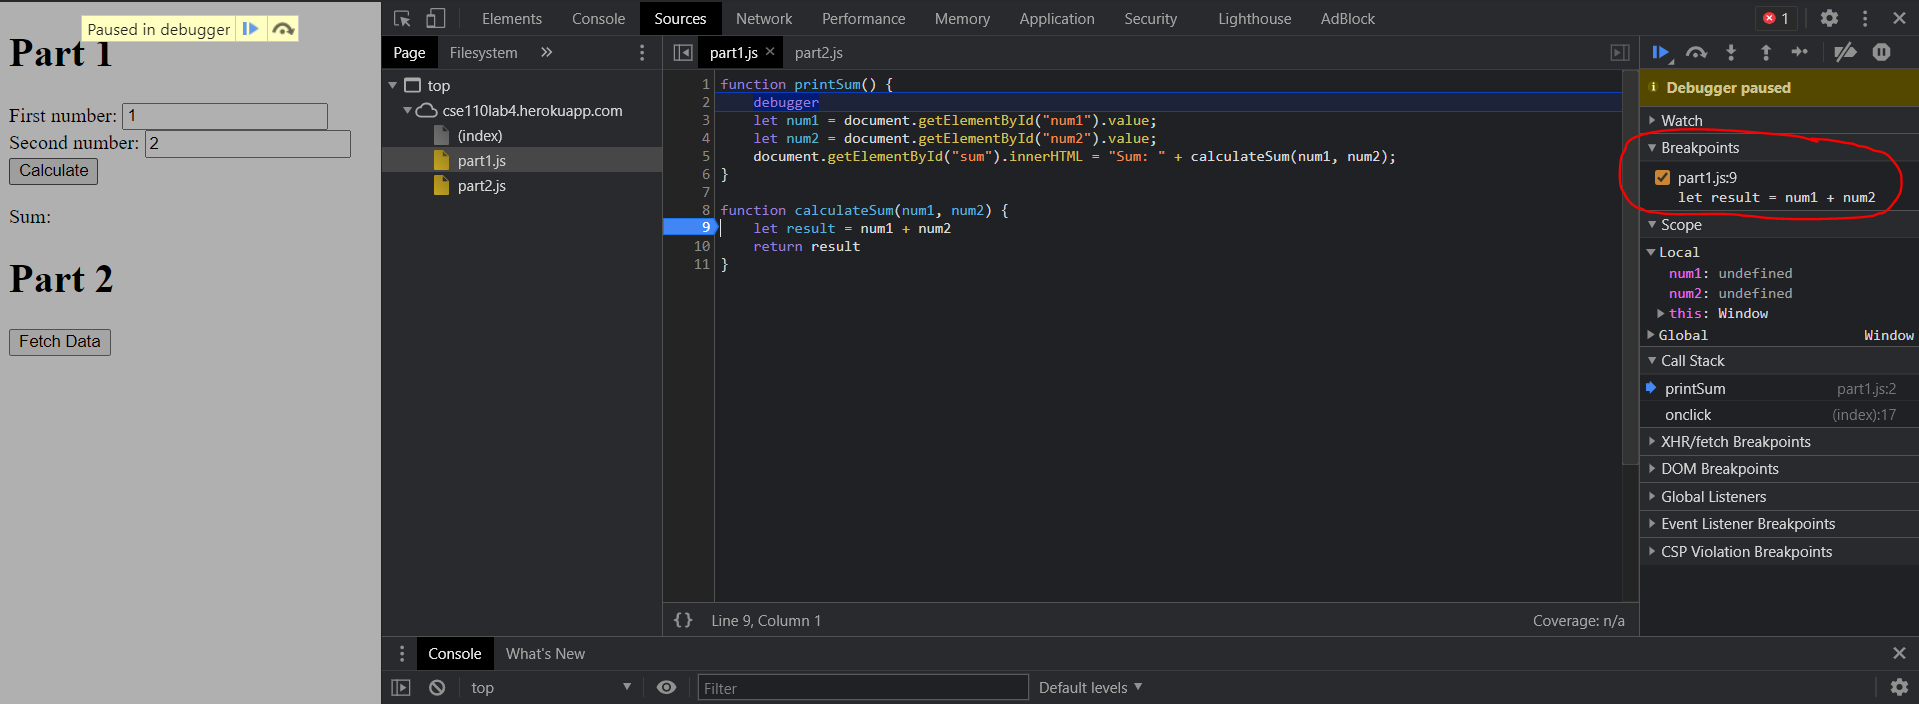 Paused in debugger
Part 1
First number: 1
Second number: 2
Calculate
Sum:
Part 2
Fetch Data
Elements Console Sources Network Performance Memory Application Security Lighthouse AdBlock 1
Page Filesystem »
top
cse110lab4.herokuapp.com
(index)
part1.js
part2.js
part1.js × part2.js
1 function printSum() {
2 debugger
3 let num1 = document.getElementById("num1").value;
4 let num2 = document.getElementById("num2").value;
5 document.getElementById("sum").innerHTML = "Sum: " + calculateSum(num1, num2);
6 }
7
8 function calculateSum(num1, num2) {
9 let result = num1 + num2
10 return result
11 }
{} Line 9, Column 1 Coverage: n/a
Debugger paused
Watch
Breakpoints
part1.js:9
let result = num1 + num2
Scope
Local
num1: undefined
num2: undefined
this: Window
Global Window
Call Stack
printSum part1.js:2
onclick (index):17
XHR/fetch Breakpoints
DOM Breakpoints
Global Listeners
Event Listener Breakpoints
CSP Violation Breakpoints
Console What's New
top Filter Default levels